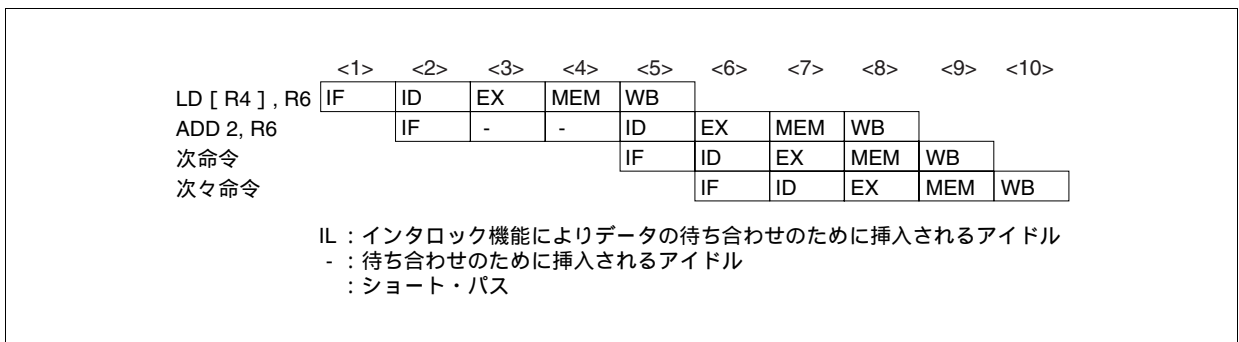 <1> <2> <3> <4> <5> <6> <7> <8> <9> <10>
LD [ R4 ] , R6 IF ID EX MEM WB
ADD 2, R6 IF - - ID EX MEM WB
次命令 IF ID EX MEM WB
次々命令 IF ID EX MEM WB
IL : インタロック機能によりデータの待ち合わせのために挿入されるアイドル
- : 待ち合わせのために挿入されるアイドル
: ショート・パス